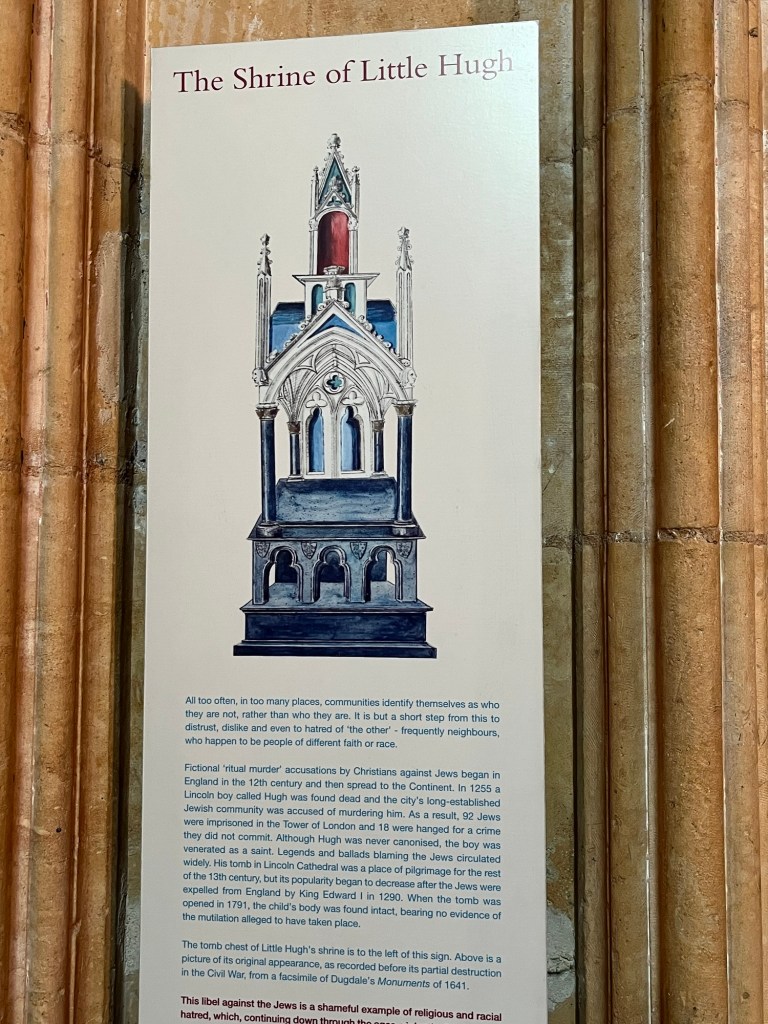 The Shrine of Little Hugh
All too often, in too many places, communities identify themselves as who
they are not, rather than who they are. It is but a short step from this to
distrust, dislike and even to hatred of 'the other' - frequently neighbours,
who happen to be people of different faith or race.
Fictional 'ritual murder' accusations by Christians against Jews began in
England in the 12th century and then spread to the Continent. In 1255 a
Lincoln boy called Hugh was found dead and the city's long-established
Jewish community was accused of murdering him. As a result, 92 Jews
were imprisoned in the Tower of London and 18 were hanged for a crime
they did not commit. Although Hugh was never canonised, the boy was
venerated as a saint. Legends and ballads blaming the Jews circulated
widely. His tomb in Lincoln Cathedral was a place of pilgrimage for the rest
of the 13th century, but its popularity began to decrease after the Jews were
expelled from England by King Edward I in 1290. When the tomb was
opened in 1791, the child's body was found intact, bearing no evidence of
the mutilation alleged to have taken place.
The tomb chest of Little Hugh's shrine is to the left of this sign. Above is a
picture of its original appearance, as recorded before its partial destruction
in the Civil War, from a facsimile of Dugdale's Monuments of 1641.
This libel against the Jews is a shameful example of religious and racial
hatred, which, continuing down through the